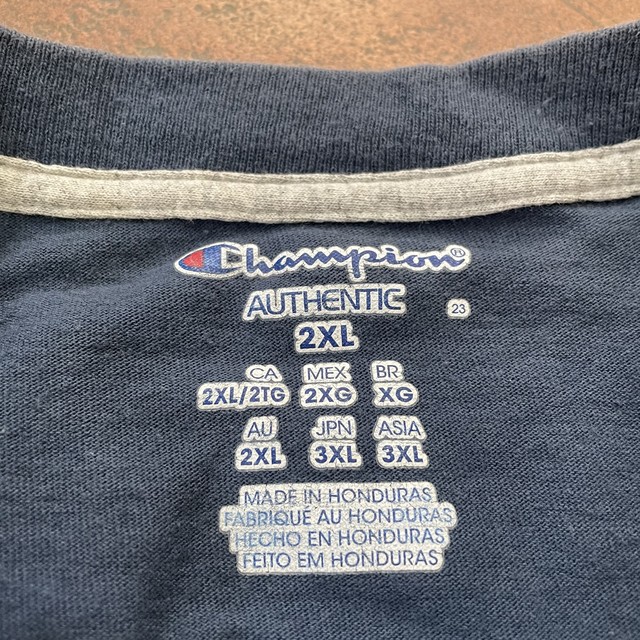 Champion®
AUTHENTIC 23
2XL
CA MEX BR
2XL/2TG 2XG XG
AU JPN ASIA
2XL 3XL 3XL
MADE IN HONDURAS
FABRIQUÉ AU HONDURAS
HECHO EN HONDURAS
FEITO EM HONDURAS